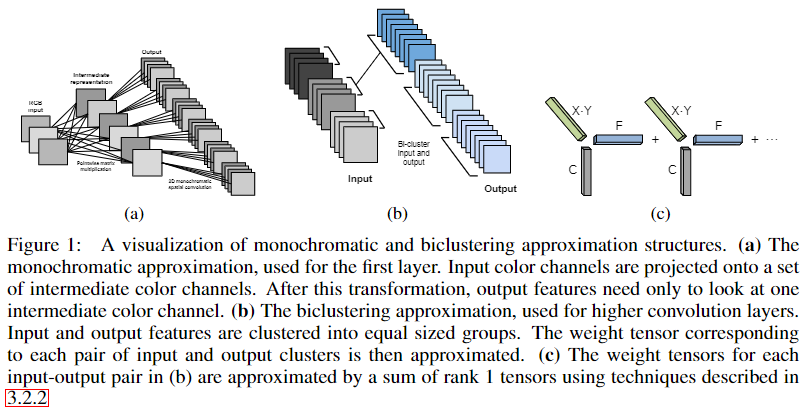 Output
Intermediate
representation
RGB
input
Pairwise matrix
multiplication
2D monochromatic
spatial convolution
(a)
Input
Bi-cluster
input and
output
Output
(b)
X·Y
F
C
+
X·Y
F
C
+ ...
(c)
Figure 1: A visualization of monochromatic and biclustering approximation structures. (a) The
monochromatic approximation, used for the first layer. Input color channels are projected onto a set
of intermediate color channels. After this transformation, output features need only to look at one
intermediate color channel. (b) The biclustering approximation, used for higher convolution layers.
Input and output features are clustered into equal sized groups. The weight tensor corresponding
to each pair of input and output clusters is then approximated. (c) The weight tensors for each
input-output pair in (b) are approximated by a sum of rank 1 tensors using techniques described in
3.2.2